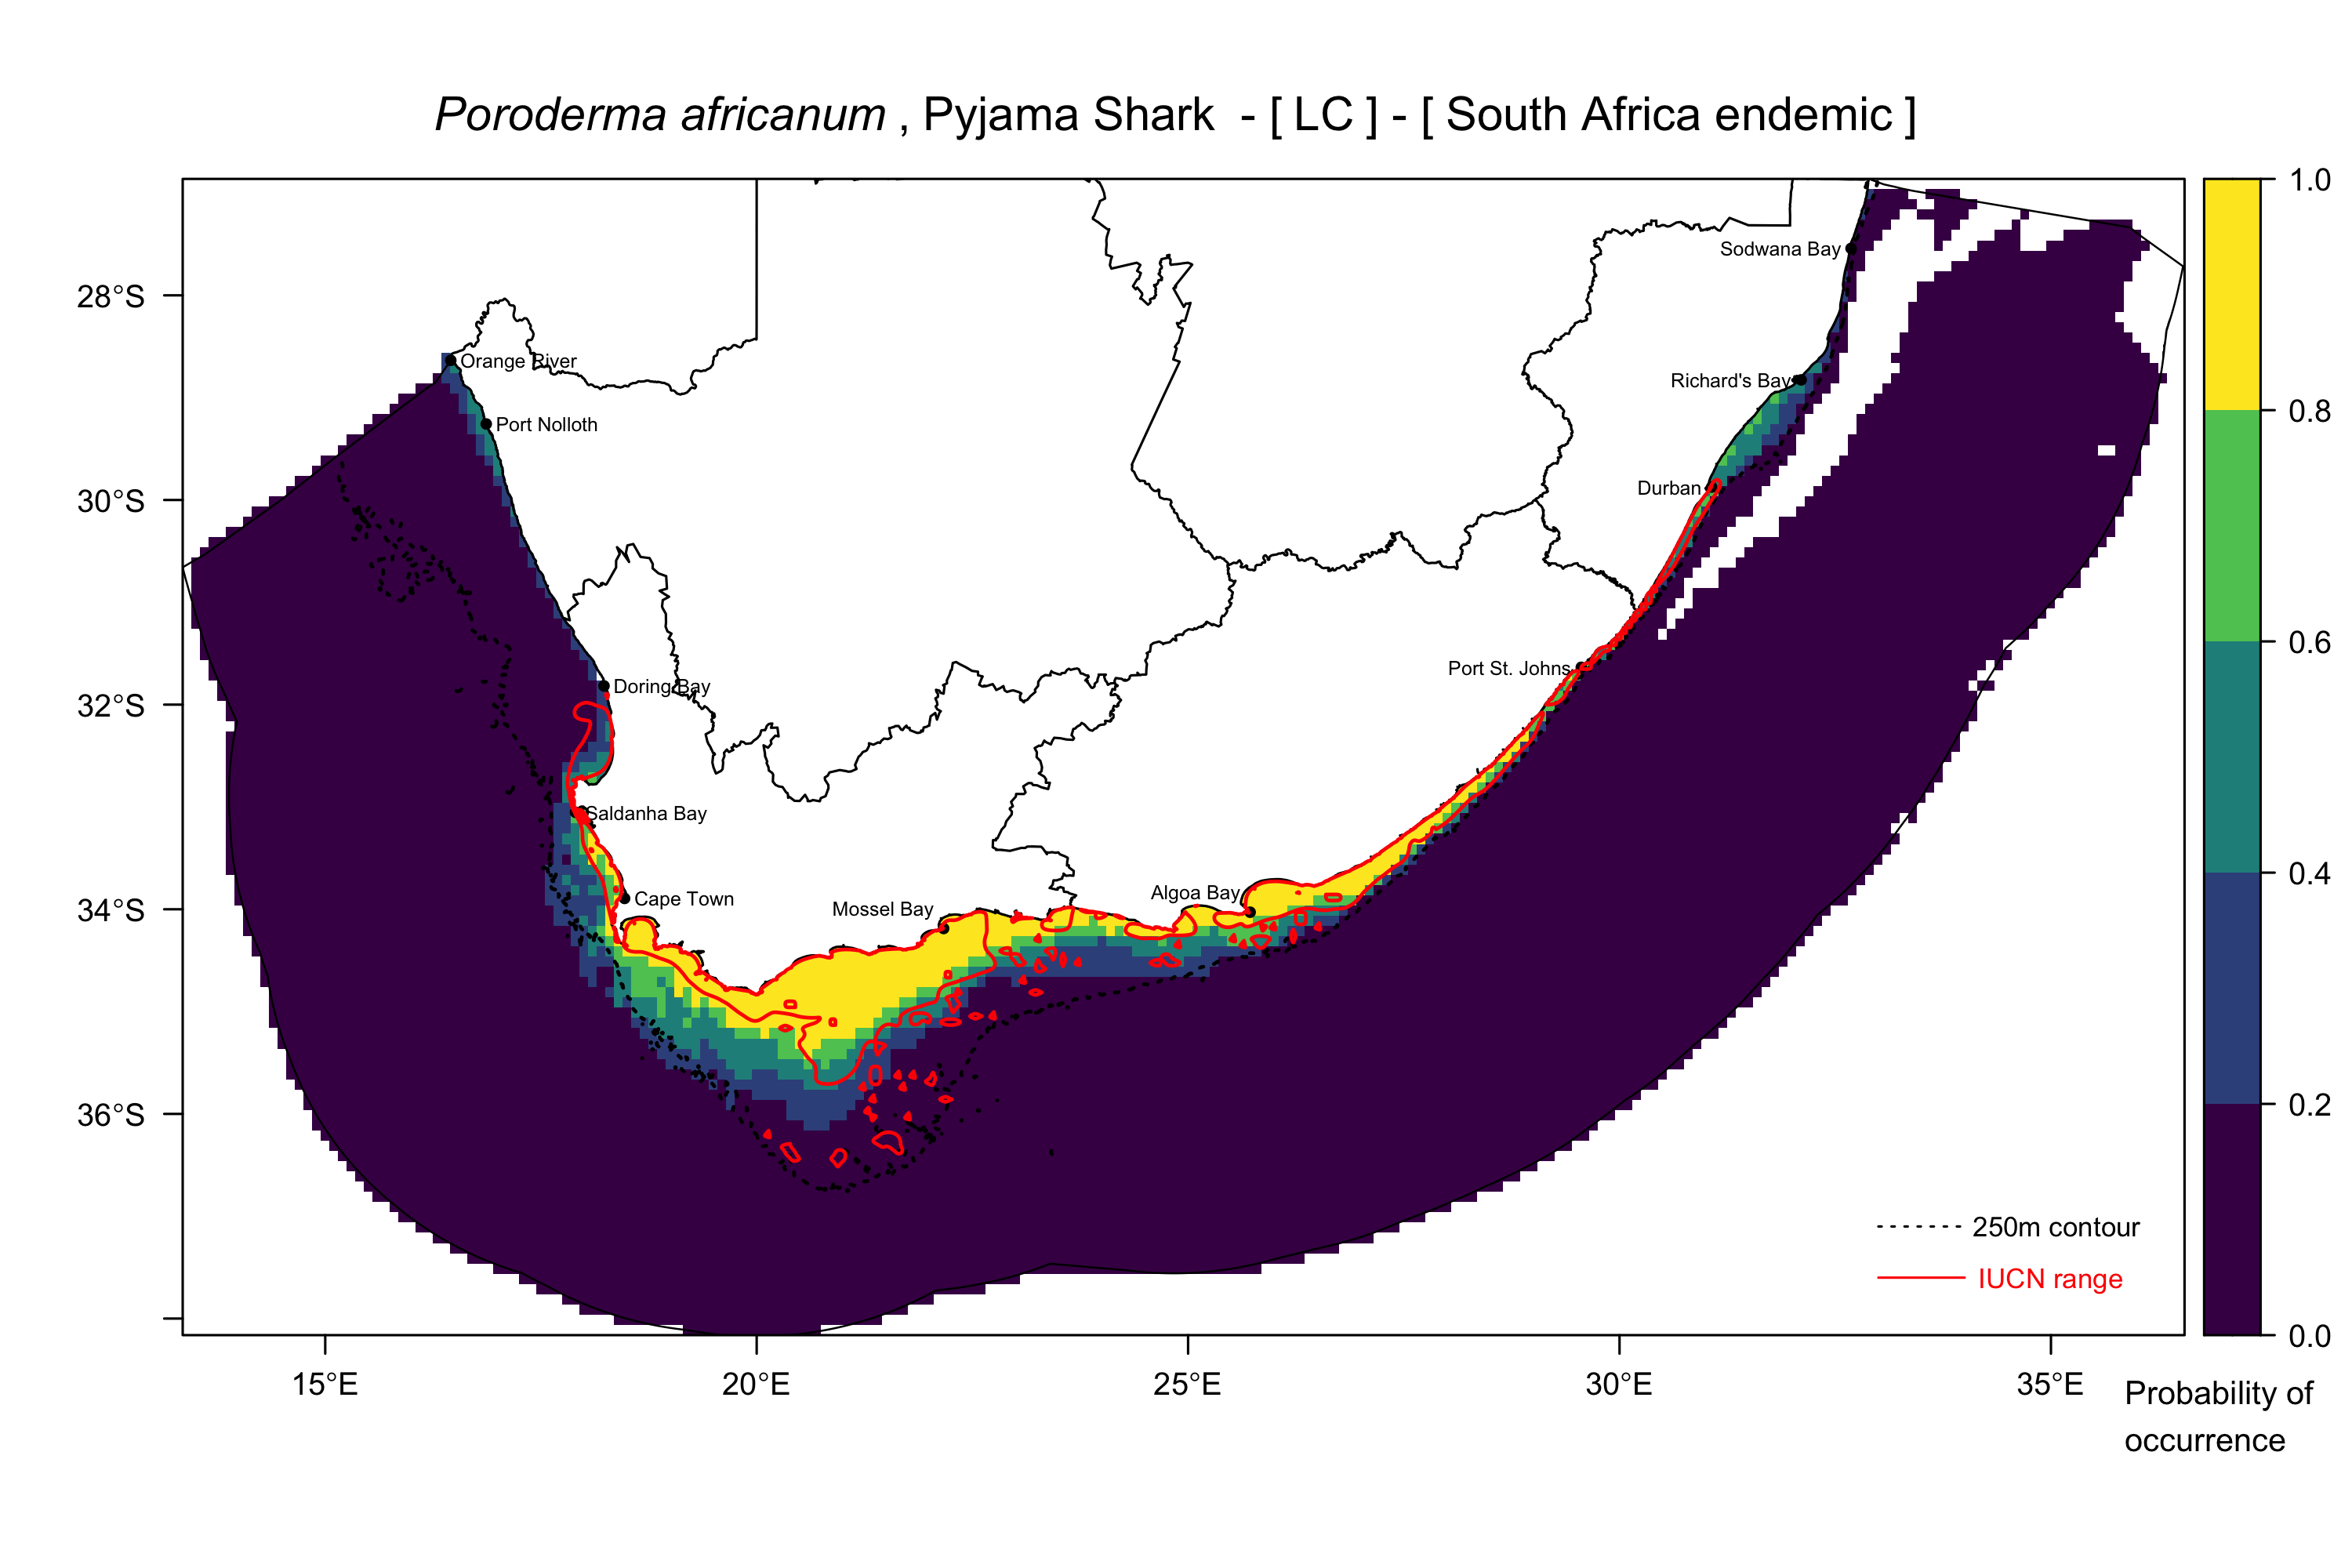 Poroderma africanum , Pyjama Shark - [ LC ] - [ South Africa endemic ]
1.0
Sodwana Bay
28°S
Orange River
Richard's Bay
0.8
Port Nolloth
Durban
30°S
0.6
Port St. Johns
Doring Bay
32°S
Saldanha Bay
0.4
Algoa Bay
Cape Town
Mossel Bay
34°S
0.2
36°S
250m contour
IUCN range
0.0
15°E
20°E
25°E
30°E
35°E
Probability of
occurrence